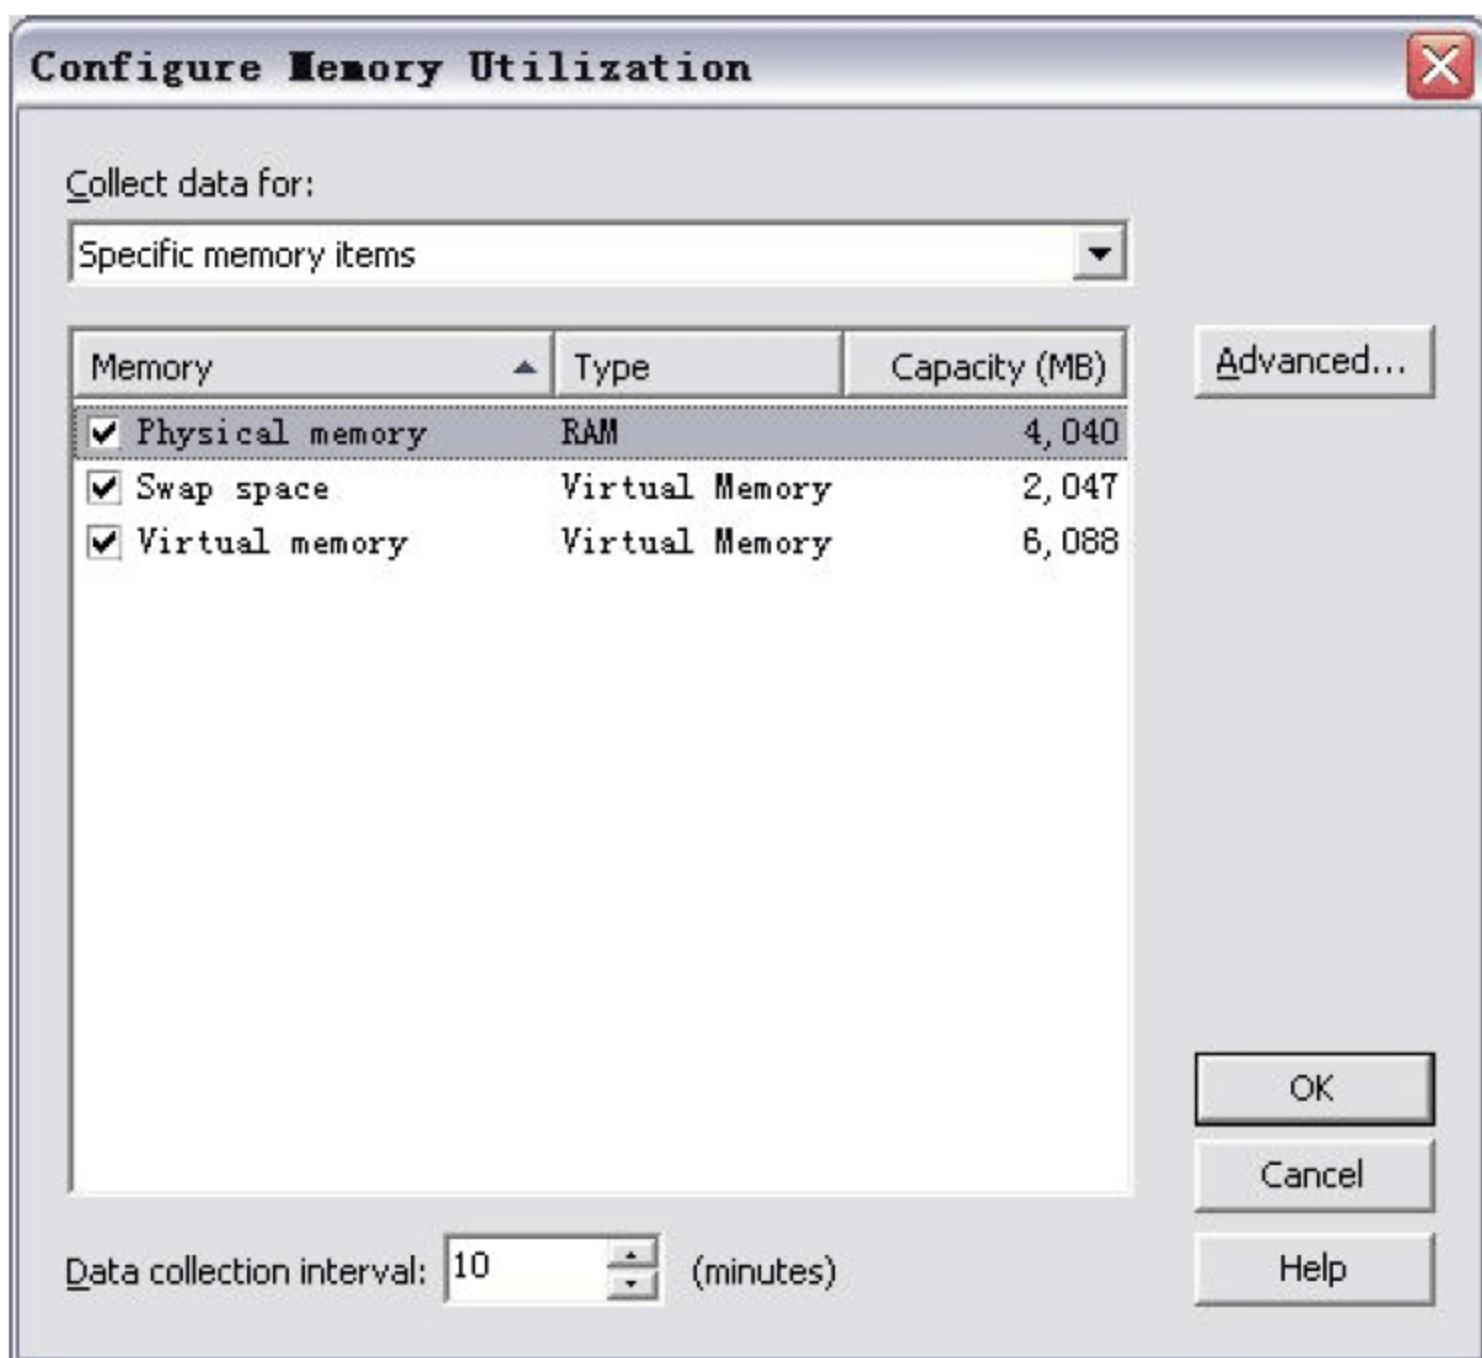 Configure Memory Utilization
Collect data for:
Specific memory items
Memory Type Capacity (MB)
Advanced...
Physical memory RAM 4,040
Swap space Virtual Memory 2,047
Virtual memory Virtual Memory 6,088
OK
Cancel
Data collection interval: 10 (minutes)
Help